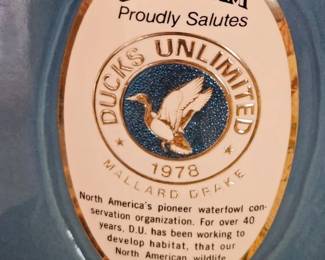 Proudly Salutes
DUCKS UNLIMITED
1978
MALLARD DRAKE
North America's pioneer waterfowl con-
servation organization. For over 40
years, D.U. has been working to
develop habitat, that our
North American wildlife